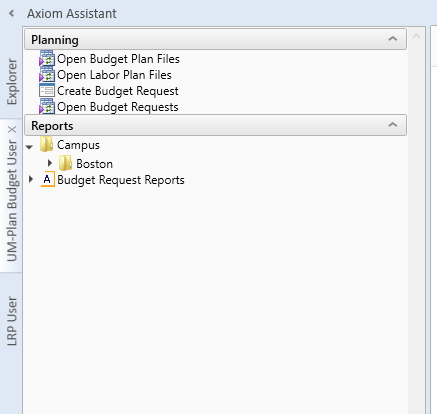 Axiom Assistant
Planning
Open Budget Plan Files
Open Labor Plan Files
Create Budget Request
Open Budget Requests
Reports
Campus
Boston
A Budget Request Reports
Explorer
UM-Plan Budget User
LRP User